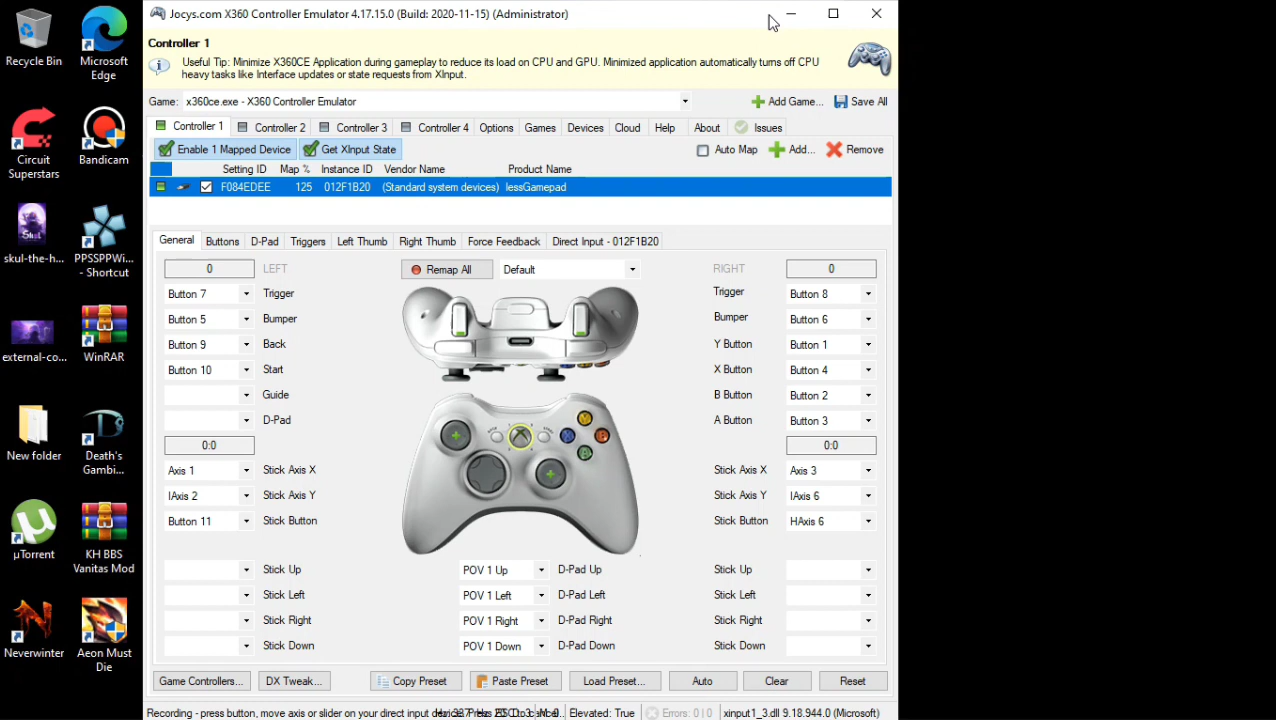 Recycle Bin
Microsoft Edge
Circuit Superstars
Bandicam
skul-the-h...
PPSSPPWi... - Shortcut
external-co...
WinRAR
New folder
Death's Gambi...
µTorrent
KH BBS Vanitas Mod
Neverwinter
Aeon Must Die
Jocys.com X360 Controller Emulator 4.17.15.0 (Build: 2020-11-15) (Administrator)
Controller 1
Useful Tip: Minimize X360CE Application during gameplay to reduce its load on CPU and GPU. Minimized application automatically turns off CPU
heavy tasks like Interface updates or state requests from XInput.
Game: x360ce.exe - X360 Controller Emulator Add Game... Save All
Controller 1 Controller 2 Controller 3 Controller 4 Options Games Devices Cloud Help About Issues
Enable 1 Mapped Device Get XInput State Auto Map Add... Remove
Setting ID Map % Instance ID Vendor Name Product Name
F084EDEE 125 012F1B20 (Standard system devices) lessGamepad
General Buttons D-Pad Triggers Left Thumb Right Thumb Force Feedback Direct Input - 012F1B20
0 LEFT Remap All Default RIGHT 0
Button 7 Trigger Trigger Button 8
Button 5 Bumper Bumper Button 6
Button 9 Back Y Button Button 1
Button 10 Start X Button Button 4
Guide B Button Button 2
D-Pad A Button Button 3
0:0 0:0
Axis 1 Stick Axis X Stick Axis X Axis 3
IAxis 2 Stick Axis Y Stick Axis Y IAxis 6
Button 11 Stick Button Stick Button HAxis 6
Stick Up POV 1 Up D-Pad Up Stick Up
Stick Left POV 1 Left D-Pad Left Stick Left
Stick Right POV 1 Right D-Pad Right Stick Right
Stick Down POV 1 Down D-Pad Down Stick Down
Game Controllers... DX Tweak... Copy Preset Paste Preset Load Preset... Auto Clear Reset
Recording - press button, move axis or slider on your direct input Elevated: True Errens: 0 | 0 xinput1_3.dll 9.18.944.0 (Microsoft)